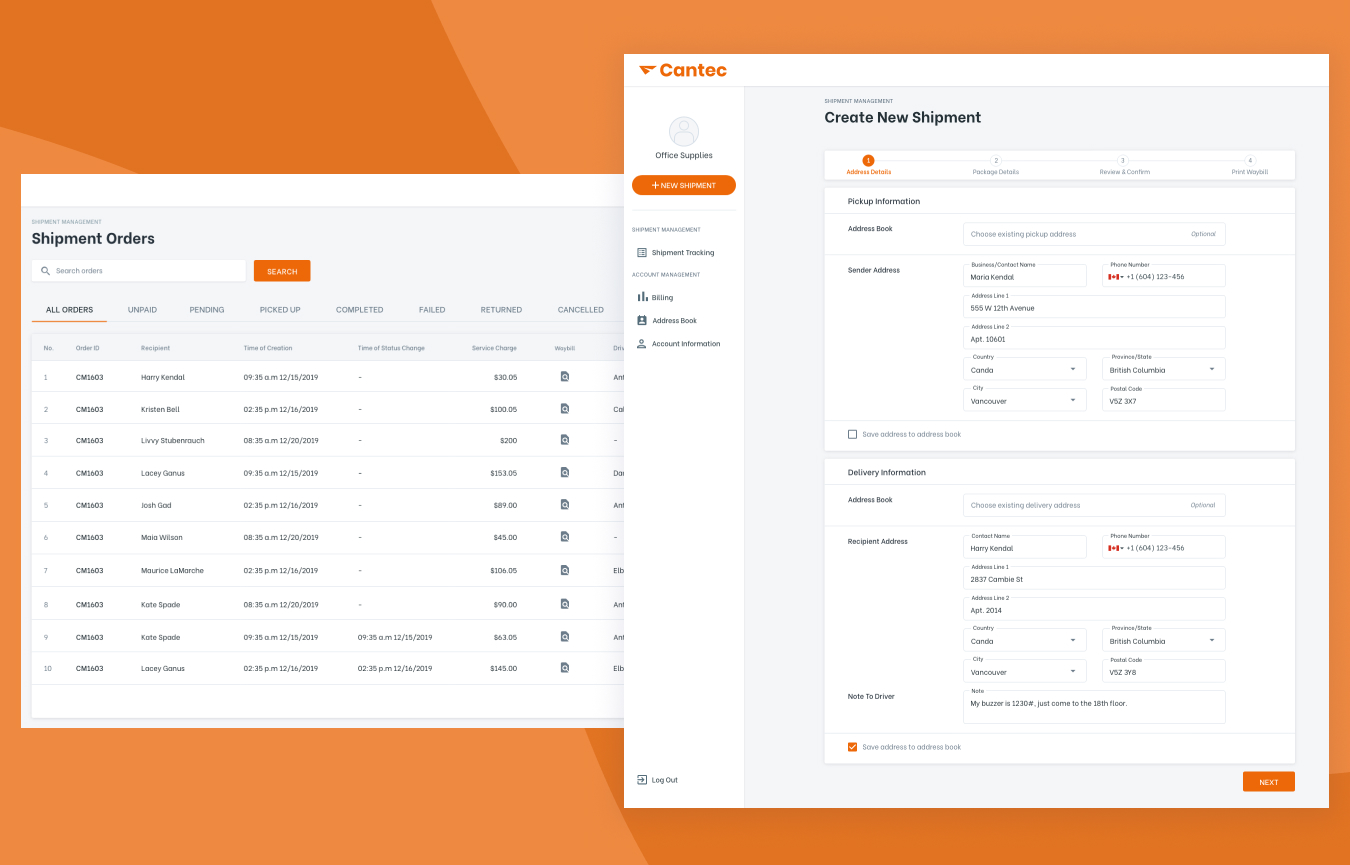 SHIPMENT MANAGEMENT
Shipment Orders
Search orders
SEARCH
ALL ORDERS UNPAID PENDING PICKED UP COMPLETED FAILED RETURNED CANCELLED
No. Order ID Recipient Time of Creation Time of Status Change Service Charge Waybill Driv
1 CM1603 Harry Kendal 09:35 a.m 12/15/2019 - $30.05 Ant
2 CM1603 Kristen Bell 02:35 p.m 12/16/2019 - $100.05 Cal
3 CM1603 Livvy Stubenrauch 08:35 a.m 12/20/2019 - $200 -
4 CM1603 Lacey Ganus 09:35 a.m 12/15/2019 - $153.05 Dar
5 CM1603 Josh Gad 02:35 p.m 12/16/2019 - $89.00 Ant
6 CM1603 Maia Wilson 08:35 a.m 12/20/2019 - $45.00 -
7 CM1603 Maurice LaMarche 02:35 p.m 12/16/2019 - $106.05 Elb
8 CM1603 Kate Spade 08:35 a.m 12/20/2019 - $90.00 Ant
9 CM1603 Kate Spade 09:35 a.m 12/15/2019 09:35 a.m 12/15/2019 $63.05 Ant
10 CM1603 Lacey Ganus 02:35 p.m 12/16/2019 02:35 p.m 12/16/2019 $145.00 Elb
Cantec
Office Supplies
+ NEW SHIPMENT
SHIPMENT MANAGEMENT
Shipment Tracking
ACCOUNT MANAGEMENT
Billing
Address Book
Account Information
Log Out
SHIPMENT MANAGEMENT
Create New Shipment
1 2 3 4
Address Details Package Details Review & Confirm Print Waybill
Pickup Information
Address Book
Choose existing pickup address Optional
Sender Address
Business/Contact Name Phone Number
Maria Kendal +1 (604) 123-456
Address Line 1
555 W 12th Avenue
Address Line 2
Apt. 10601
Country Province/State
Canda British Columbia
City Postal Code
Vancouver V5Z 3X7
Save address to address book
Delivery Information
Address Book
Choose existing delivery address Optional
Recipient Address
Contact Name Phone Number
Harry Kendal +1 (604) 123-456
Address Line 1
2837 Cambie St
Address Line 2
Apt. 2014
Country Province/State
Canda British Columbia
City Postal Code
Vancouver V5Z 3Y8
Note To Driver
Note
My buzzer is 1230#, just come to the 18th floor.
Save address to address book
NEXT